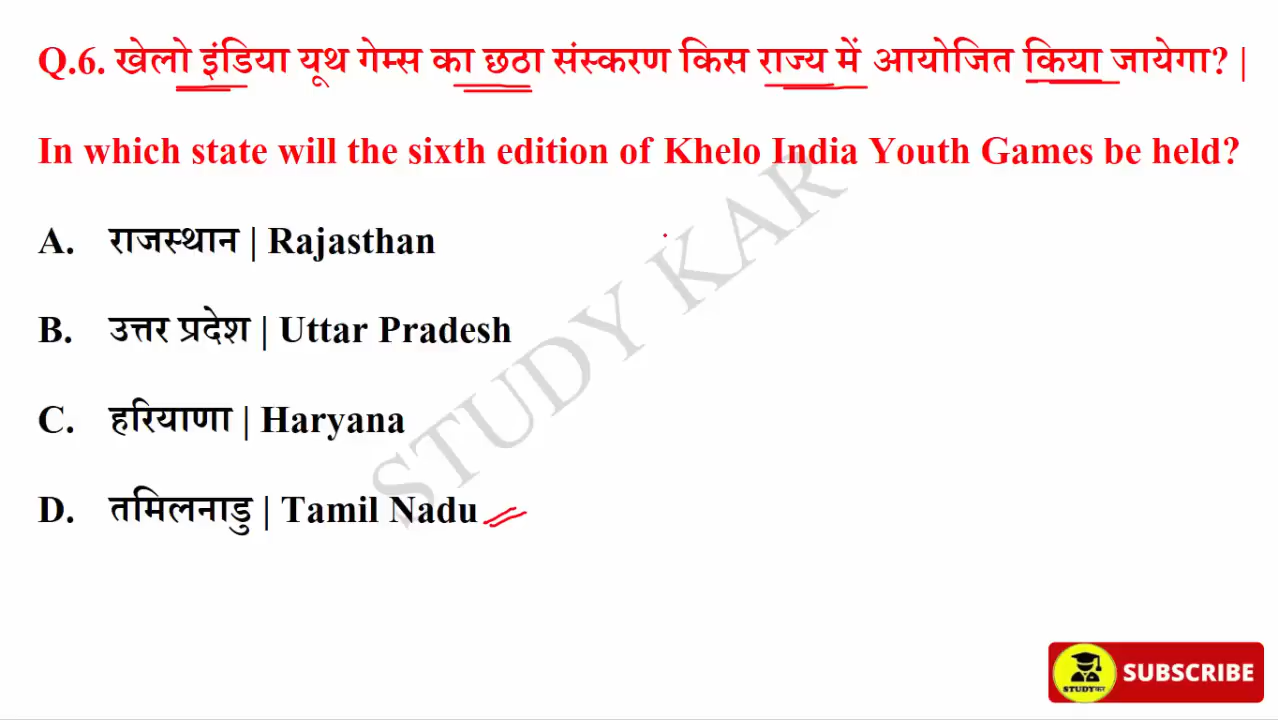 Q.6. खेलो इंडिया यूथ गेम्स का छठा संस्करण किस राज्य में आयोजित किया जायेगा? |
In which state will the sixth edition of Khelo India Youth Games be held?
A. राजस्थान | Rajasthan
B. उत्तर प्रदेश | Uttar Pradesh
C. हरियाणा | Haryana
D. तमिलनाडु | Tamil Nadu
STUDY KAR
STUDYकर
SUBSCRIBE